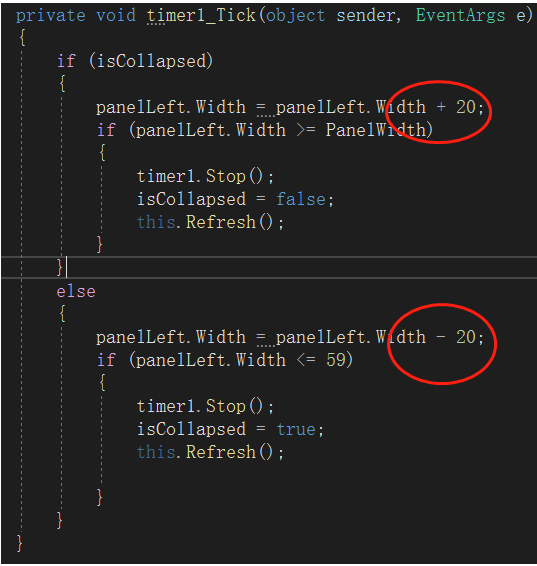 private void timer1_Tick(object sender, EventArgs e)
{
if (isCollapsed)
{
panelLeft.Width = panelLeft.Width + 20;
if (panelLeft.Width >= PanelWidth)
{
timer1.Stop();
isCollapsed = false;
this.Refresh();
}
}
else
{
panelLeft.Width = panelLeft.Width - 20;
if (panelLeft.Width <= 59)
{
timer1.Stop();
isCollapsed = true;
this.Refresh();
}
}
}